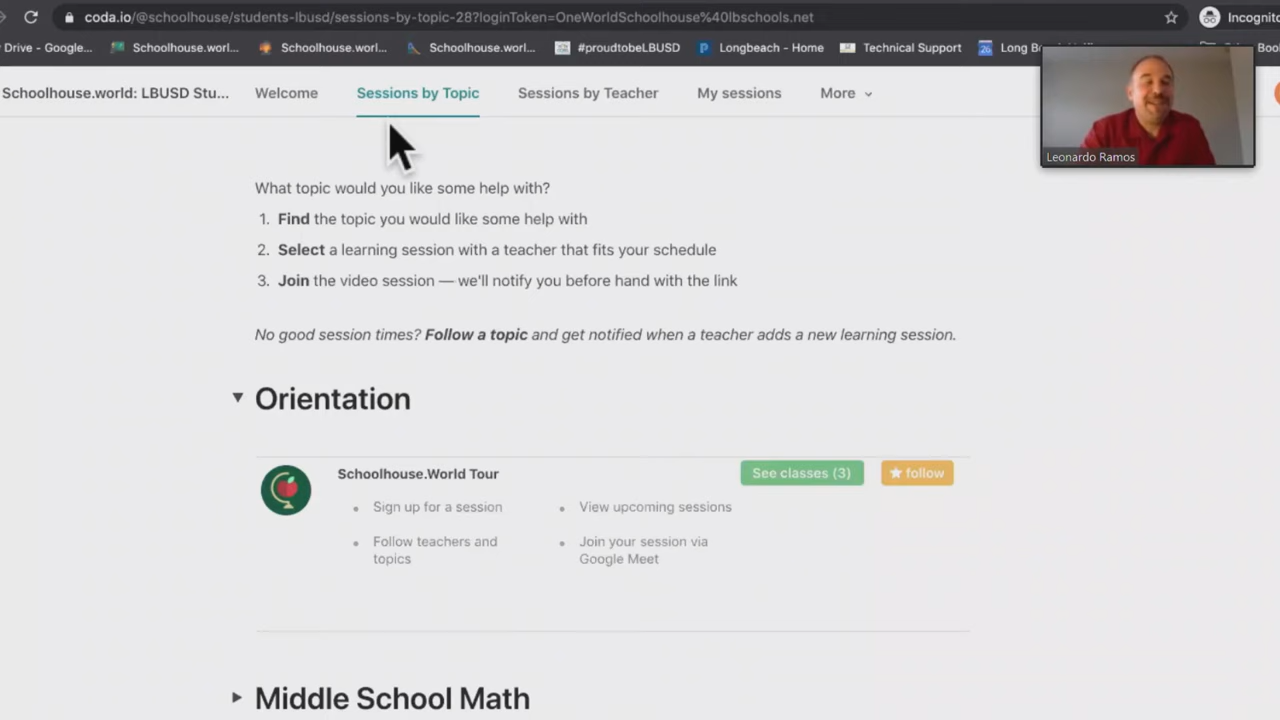 coda.io/@schoolhouse/students-lbusd/sessions-by-topic-28?loginToken=OneWorldSchoolhouse%40lbschools.net
Incognito
Drive - Google...
Schoolhouse.worl...
Schoolhouse.worl...
Schoolhouse.worl...
#proudtobeLBUSD
Longbeach - Home
Technical Support
26
Long B
Boo
Schoolhouse.world: LBUSD Stu...
Welcome
Sessions by Topic
Sessions by Teacher
My sessions
More
Leonardo Ramos
What topic would you like some help with?
1. Find the topic you would like some help with
2. Select a learning session with a teacher that fits your schedule
3. Join the video session — we'll notify you before hand with the link
No good session times? Follow a topic and get notified when a teacher adds a new learning session.
Orientation
Schoolhouse.World Tour
See classes (3)
follow
Sign up for a session
View upcoming sessions
Follow teachers and
topics
Join your session via
Google Meet
Middle School Math